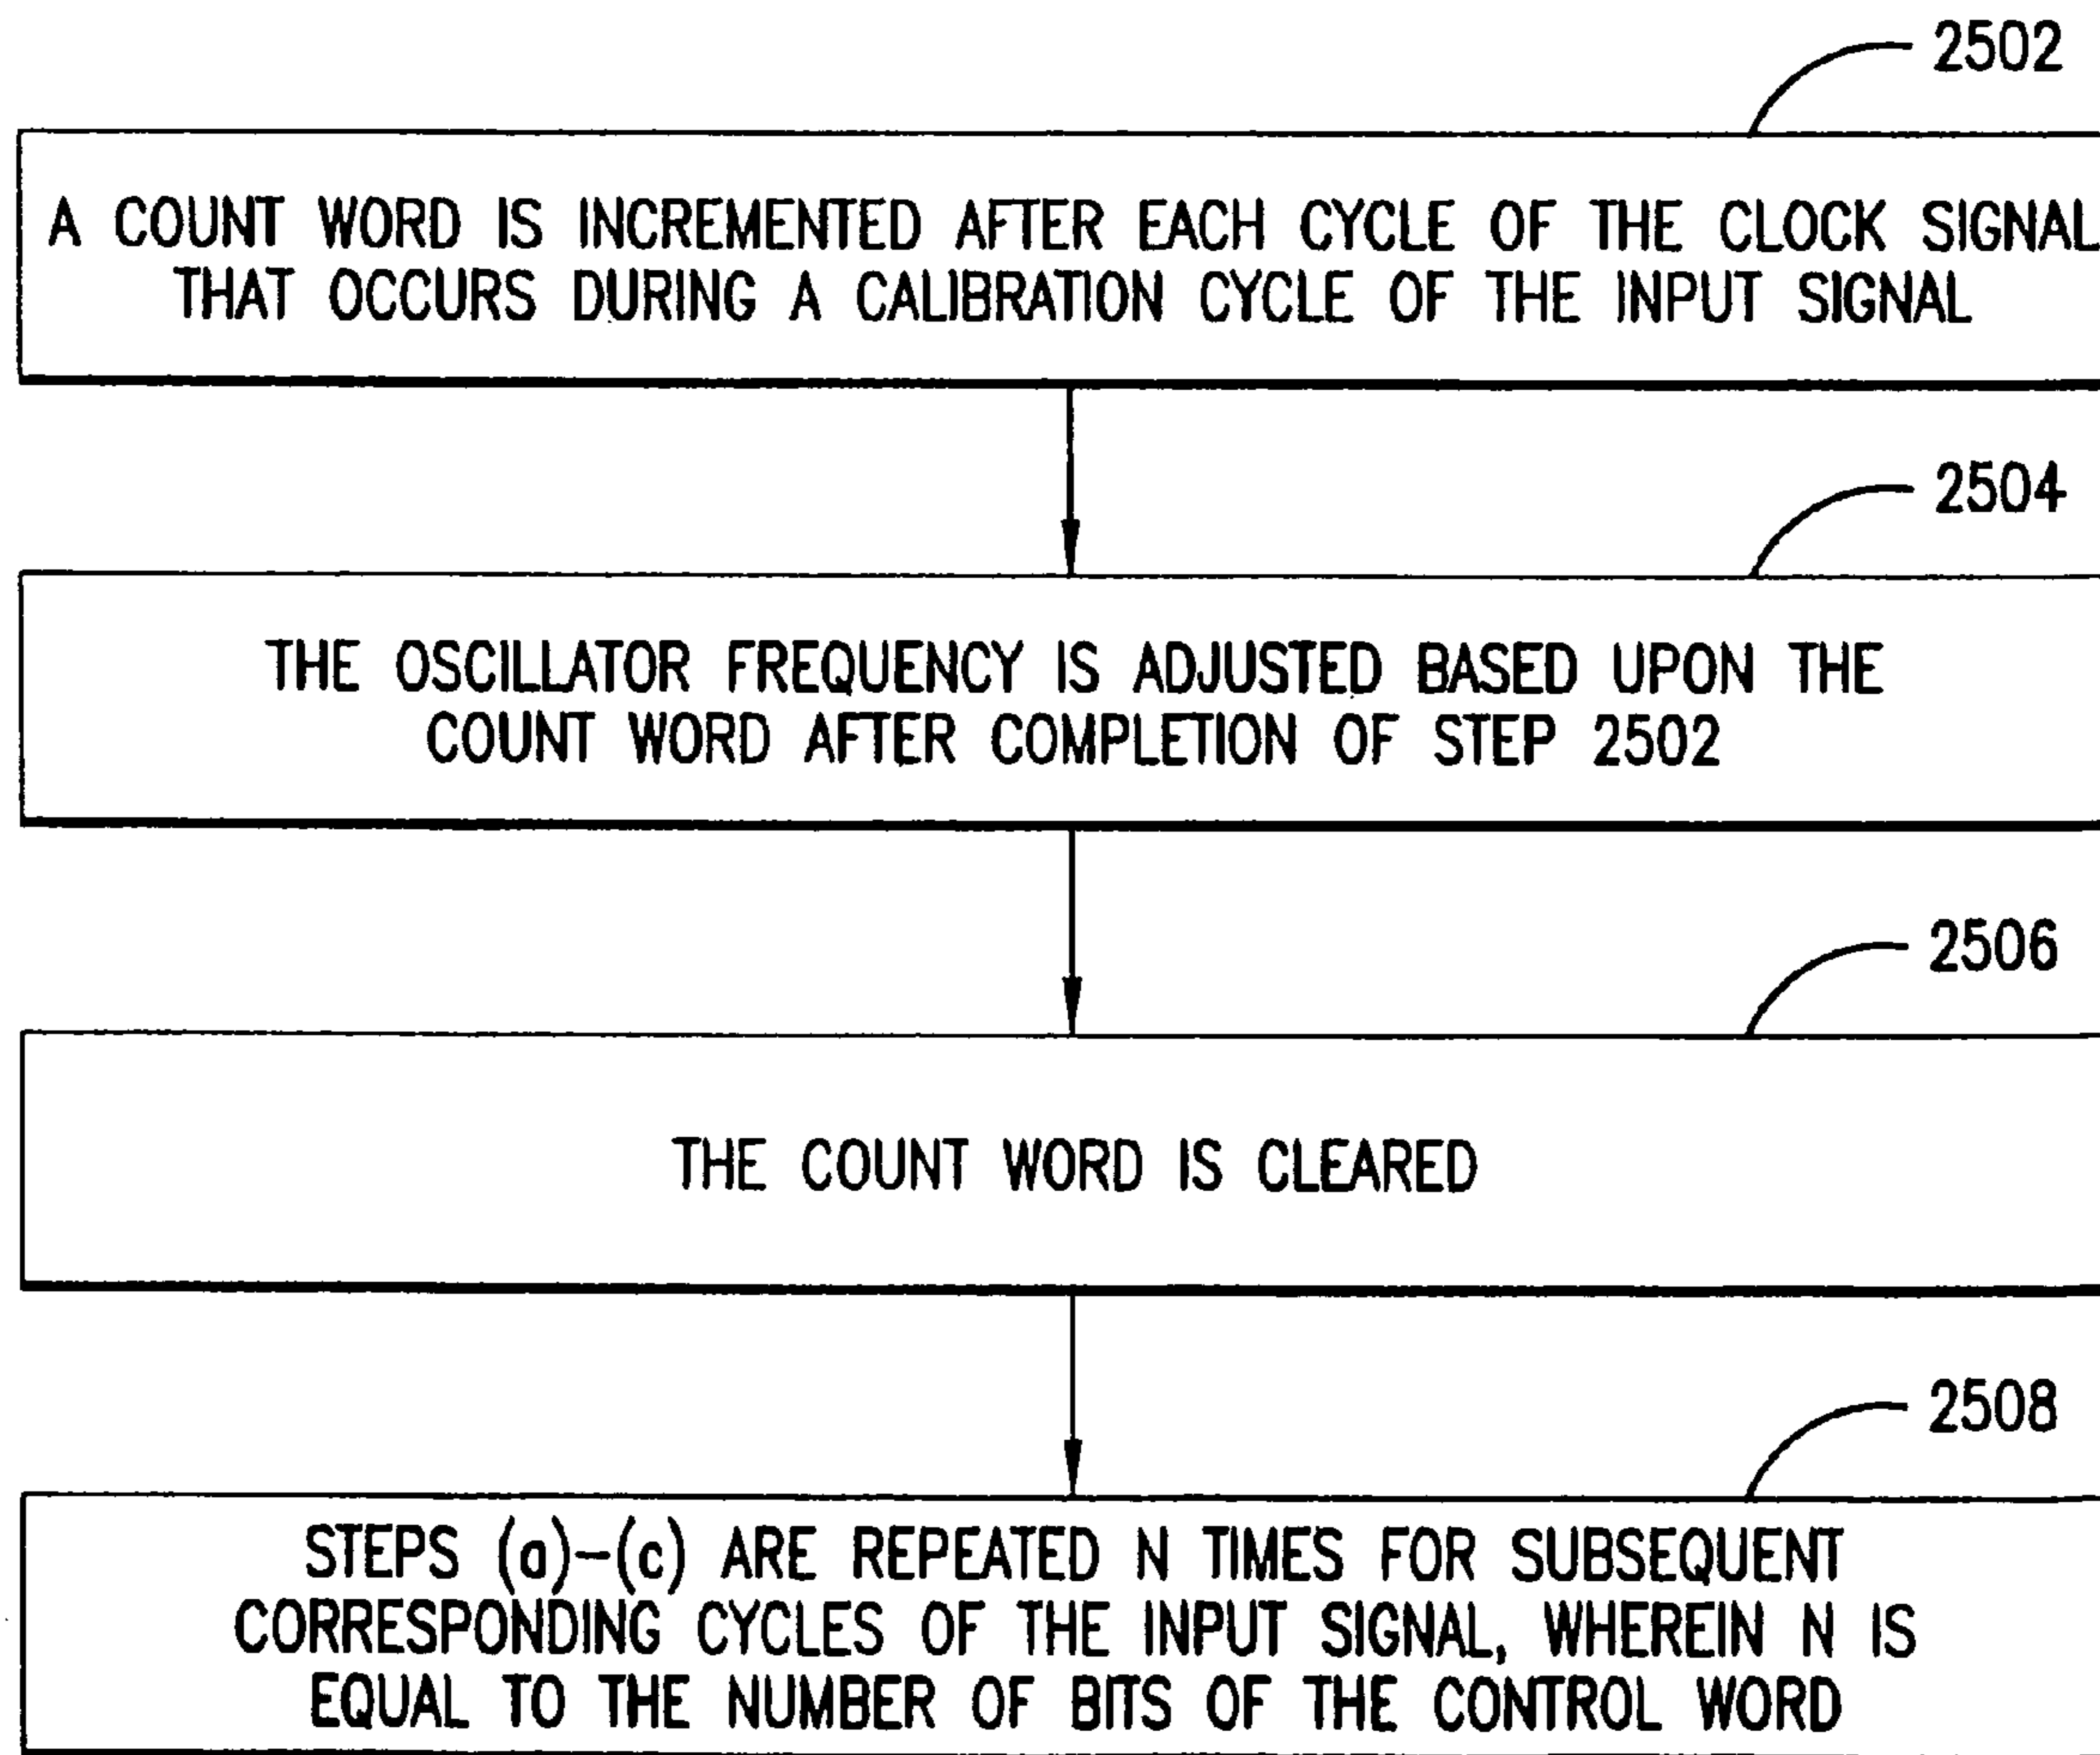 2502
A COUNT WORD IS INCREMENTED AFTER EACH CYCLE OF THE CLOCK SIGNAL
THAT OCCURS DURING A CALIBRATION CYCLE OF THE INPUT SIGNAL
2504
THE OSCILLATOR FREQUENCY IS ADJUSTED BASED UPON THE
COUNT WORD AFTER COMPLETION OF STEP 2502
2506
THE COUNT WORD IS CLEARED
2508
STEPS (a)–(c) ARE REPEATED N TIMES FOR SUBSEQUENT
CORRESPONDING CYCLES OF THE INPUT SIGNAL, WHEREIN N IS
EQUAL TO THE NUMBER OF BITS OF THE CONTROL WORD